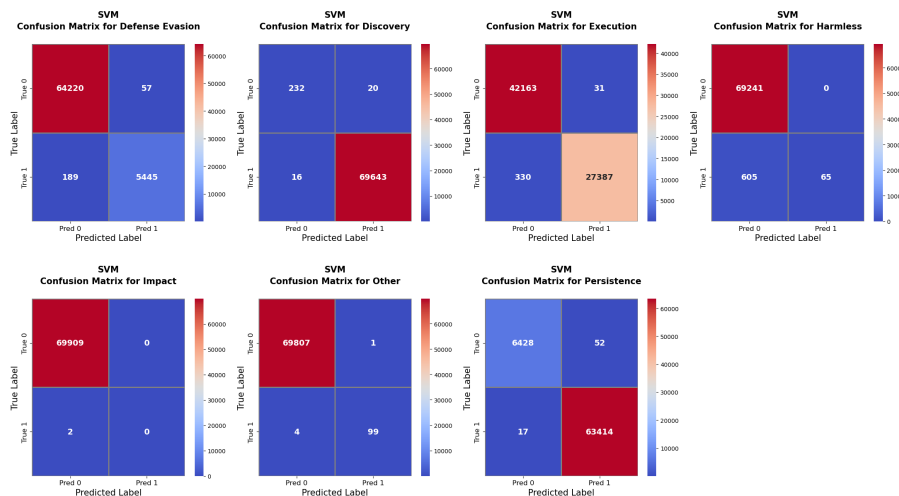 SVM
Confusion Matrix for Defense Evasion
True Label
True 0
True 1
64220
57
189
5445
Pred 0
Pred 1
Predicted Label
60000
50000
40000
30000
20000
10000
SVM
Confusion Matrix for Discovery
True Label
True 0
True 1
232
20
16
69643
Pred 0
Pred 1
Predicted Label
60000
50000
40000
30000
20000
10000
SVM
Confusion Matrix for Execution
True Label
True 0
True 1
42163
31
330
27387
Pred 0
Pred 1
Predicted Label
40000
35000
30000
25000
20000
15000
10000
5000
SVM
Confusion Matrix for Harmless
True Label
True 0
True 1
69241
0
605
65
Pred 0
Pred 1
Predicted Label
0
SVM
Confusion Matrix for Impact
True Label
True 0
True 1
69909
0
2
0
Pred 0
Pred 1
Predicted Label
60000
50000
40000
30000
20000
10000
0
SVM
Confusion Matrix for Other
True Label
True 0
True 1
69807
1
4
99
Pred 0
Pred 1
Predicted Label
60000
50000
40000
30000
20000
10000
SVM
Confusion Matrix for Persistence
True Label
True 0
True 1
6428
52
17
63414
Pred 0
Pred 1
Predicted Label
60000
50000
40000
30000
20000
10000